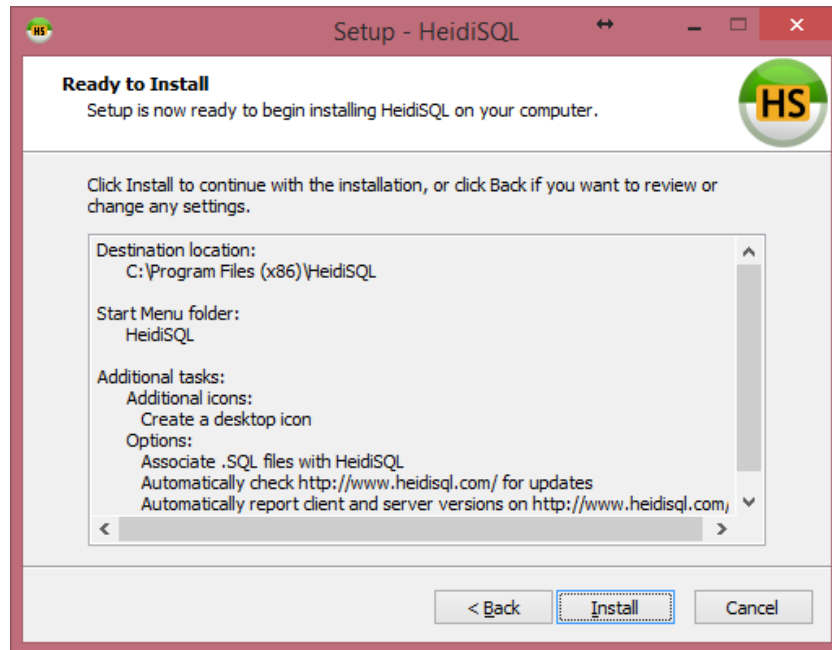 HS
Setup - HeidiSQL
Ready to Install
Setup is now ready to begin installing HeidiSQL on your computer.
HS
Click Install to continue with the installation, or click Back if you want to review or
change any settings.
Destination location:
C:\Program Files (x86)\HeidiSQL
Start Menu folder:
HeidiSQL
Additional tasks:
Additional icons:
Create a desktop icon
Options:
Associate .SQL files with HeidiSQL
Automatically check http://www.heidisql.com/ for updates
Automatically report client and server versions on http://www.heidisql.com/
< Back
Install
Cancel